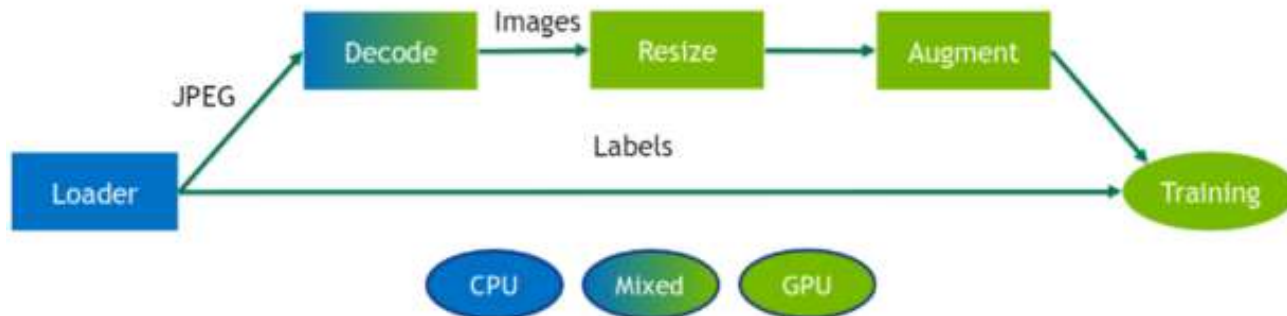 Images
Decode
Resize
Augment
JPEG
Labels
Loader
Training
CPU
Mixed
GPU